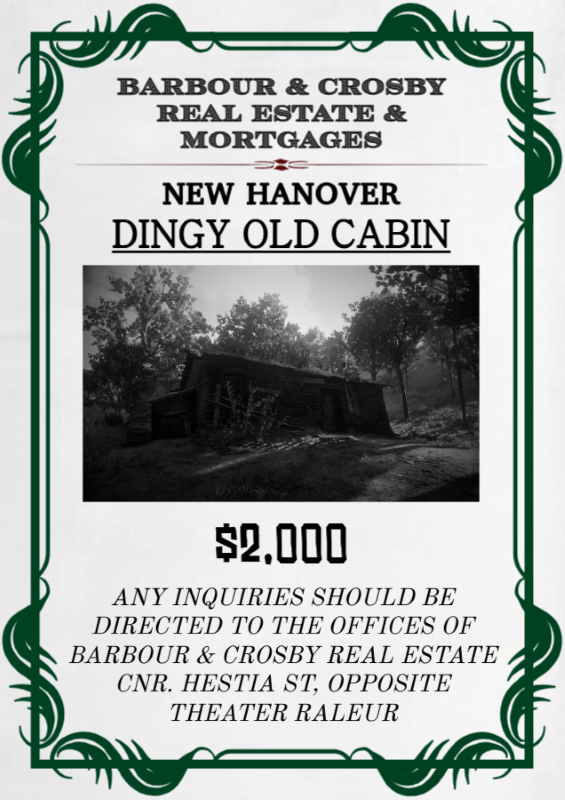 BARBOUR & CROSBY
REAL ESTATE &
MORTGAGES
NEW HANOVER
DINGY OLD CABIN
$2,000
ANY INQUIRIES SHOULD BE
DIRECTED TO THE OFFICES OF
BARBOUR & CROSBY REAL ESTATE
CNR. HESTIA ST, OPPOSITE
THEATER RALEUR